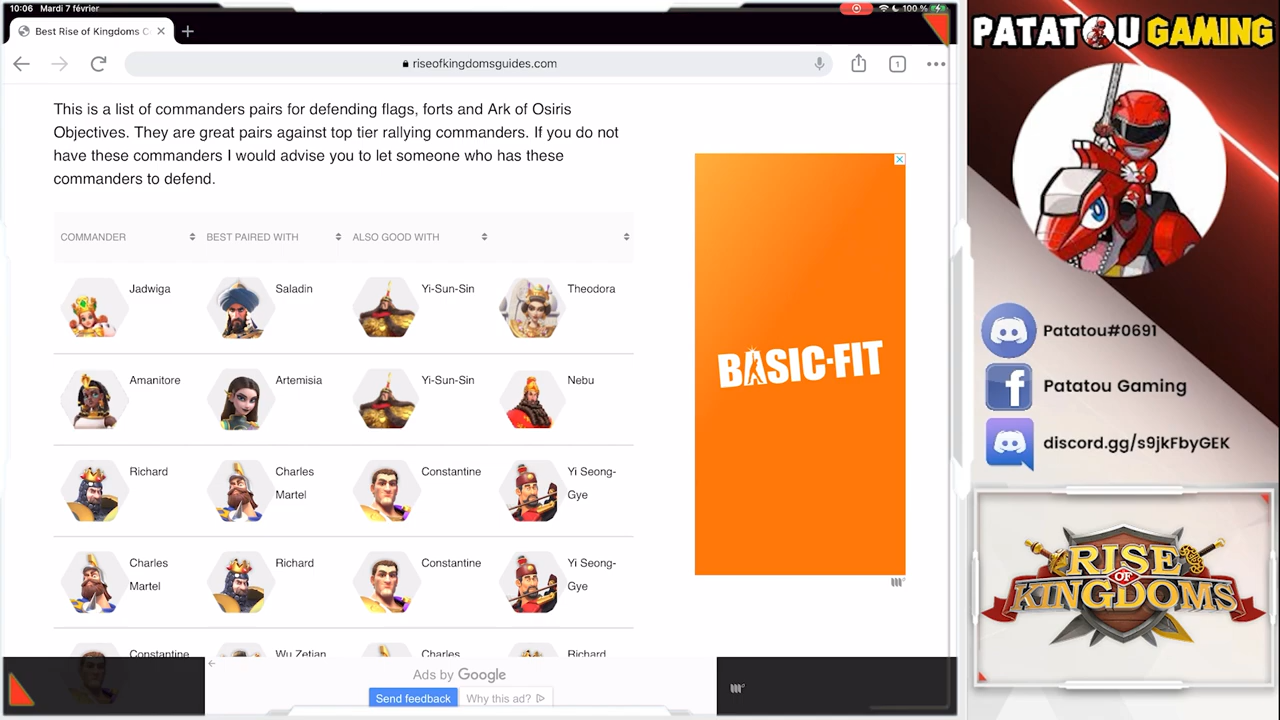 10:06 Mardi 7 février
100 %
Best Rise of Kingdoms C
riseofkingdomsguides.com
1
This is a list of commanders pairs for defending flags, forts and Ark of Osiris
Objectives. They are great pairs against top tier rallying commanders. If you do not
have these commanders I would advise you to let someone who has these
commanders to defend.
COMMANDER BEST PAIRED WITH ALSO GOOD WITH
Jadwiga Saladin Yi-Sun-Sin Theodora
Amanitore Artemisia Yi-Sun-Sin Nebu
Richard Charles Martel Constantine Yi Seong-Gye
Charles Martel Richard Constantine Yi Seong-Gye
Constantine Wu Zetian Charles Richard
BASIC-FIT
Ads by Google
Send feedback Why this ad?
PATATOU GAMING
Patatou#0691
Patatou Gaming
discord.gg/s9jkFbyGEK
RISE
OF
KINGDOMS